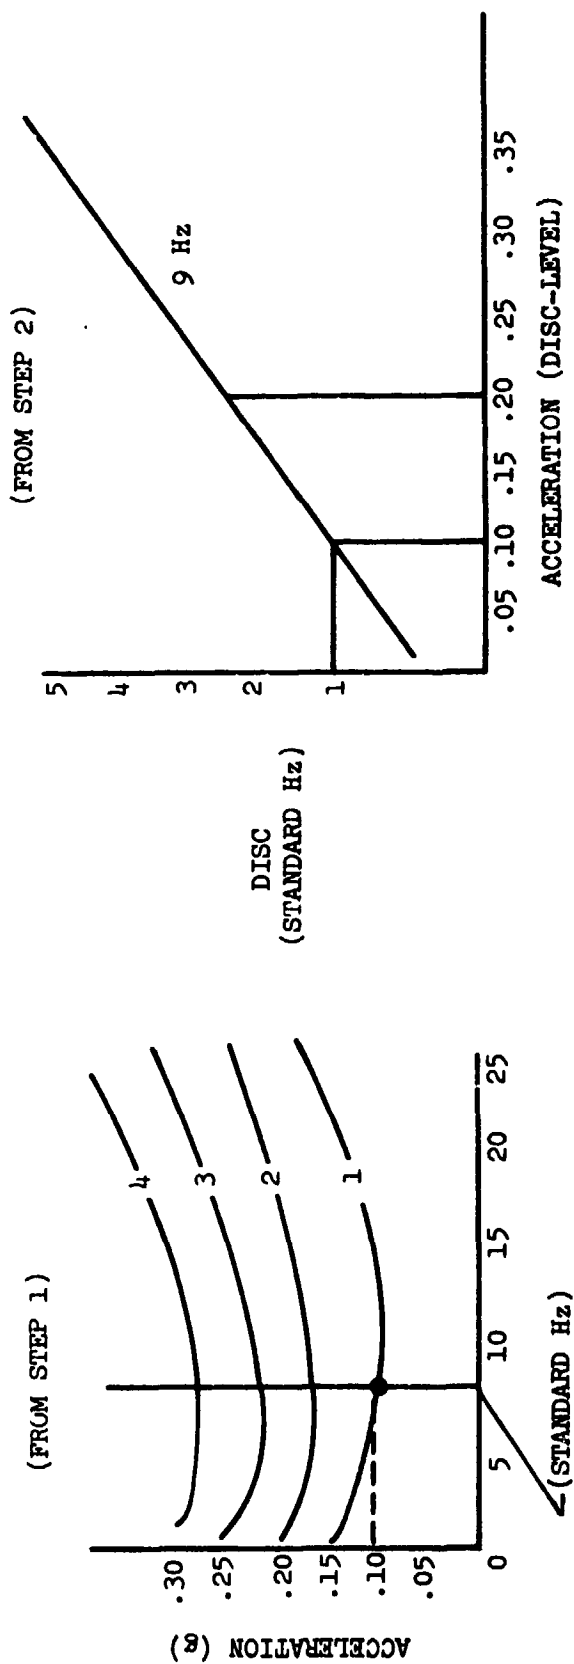 (FROM STEP 1)
ACCELERATION (g)
.30
.25
.20
.15
.10
.05
4
3
2
1
0 5 10 15 20 25
(STANDARD Hz)
(FROM STEP 2)
DISC
(STANDARD Hz)
5
4
3
2
1
9 Hz
.05 .10 .15 .20 .25 .30 .35
ACCELERATION (DISC-LEVEL)